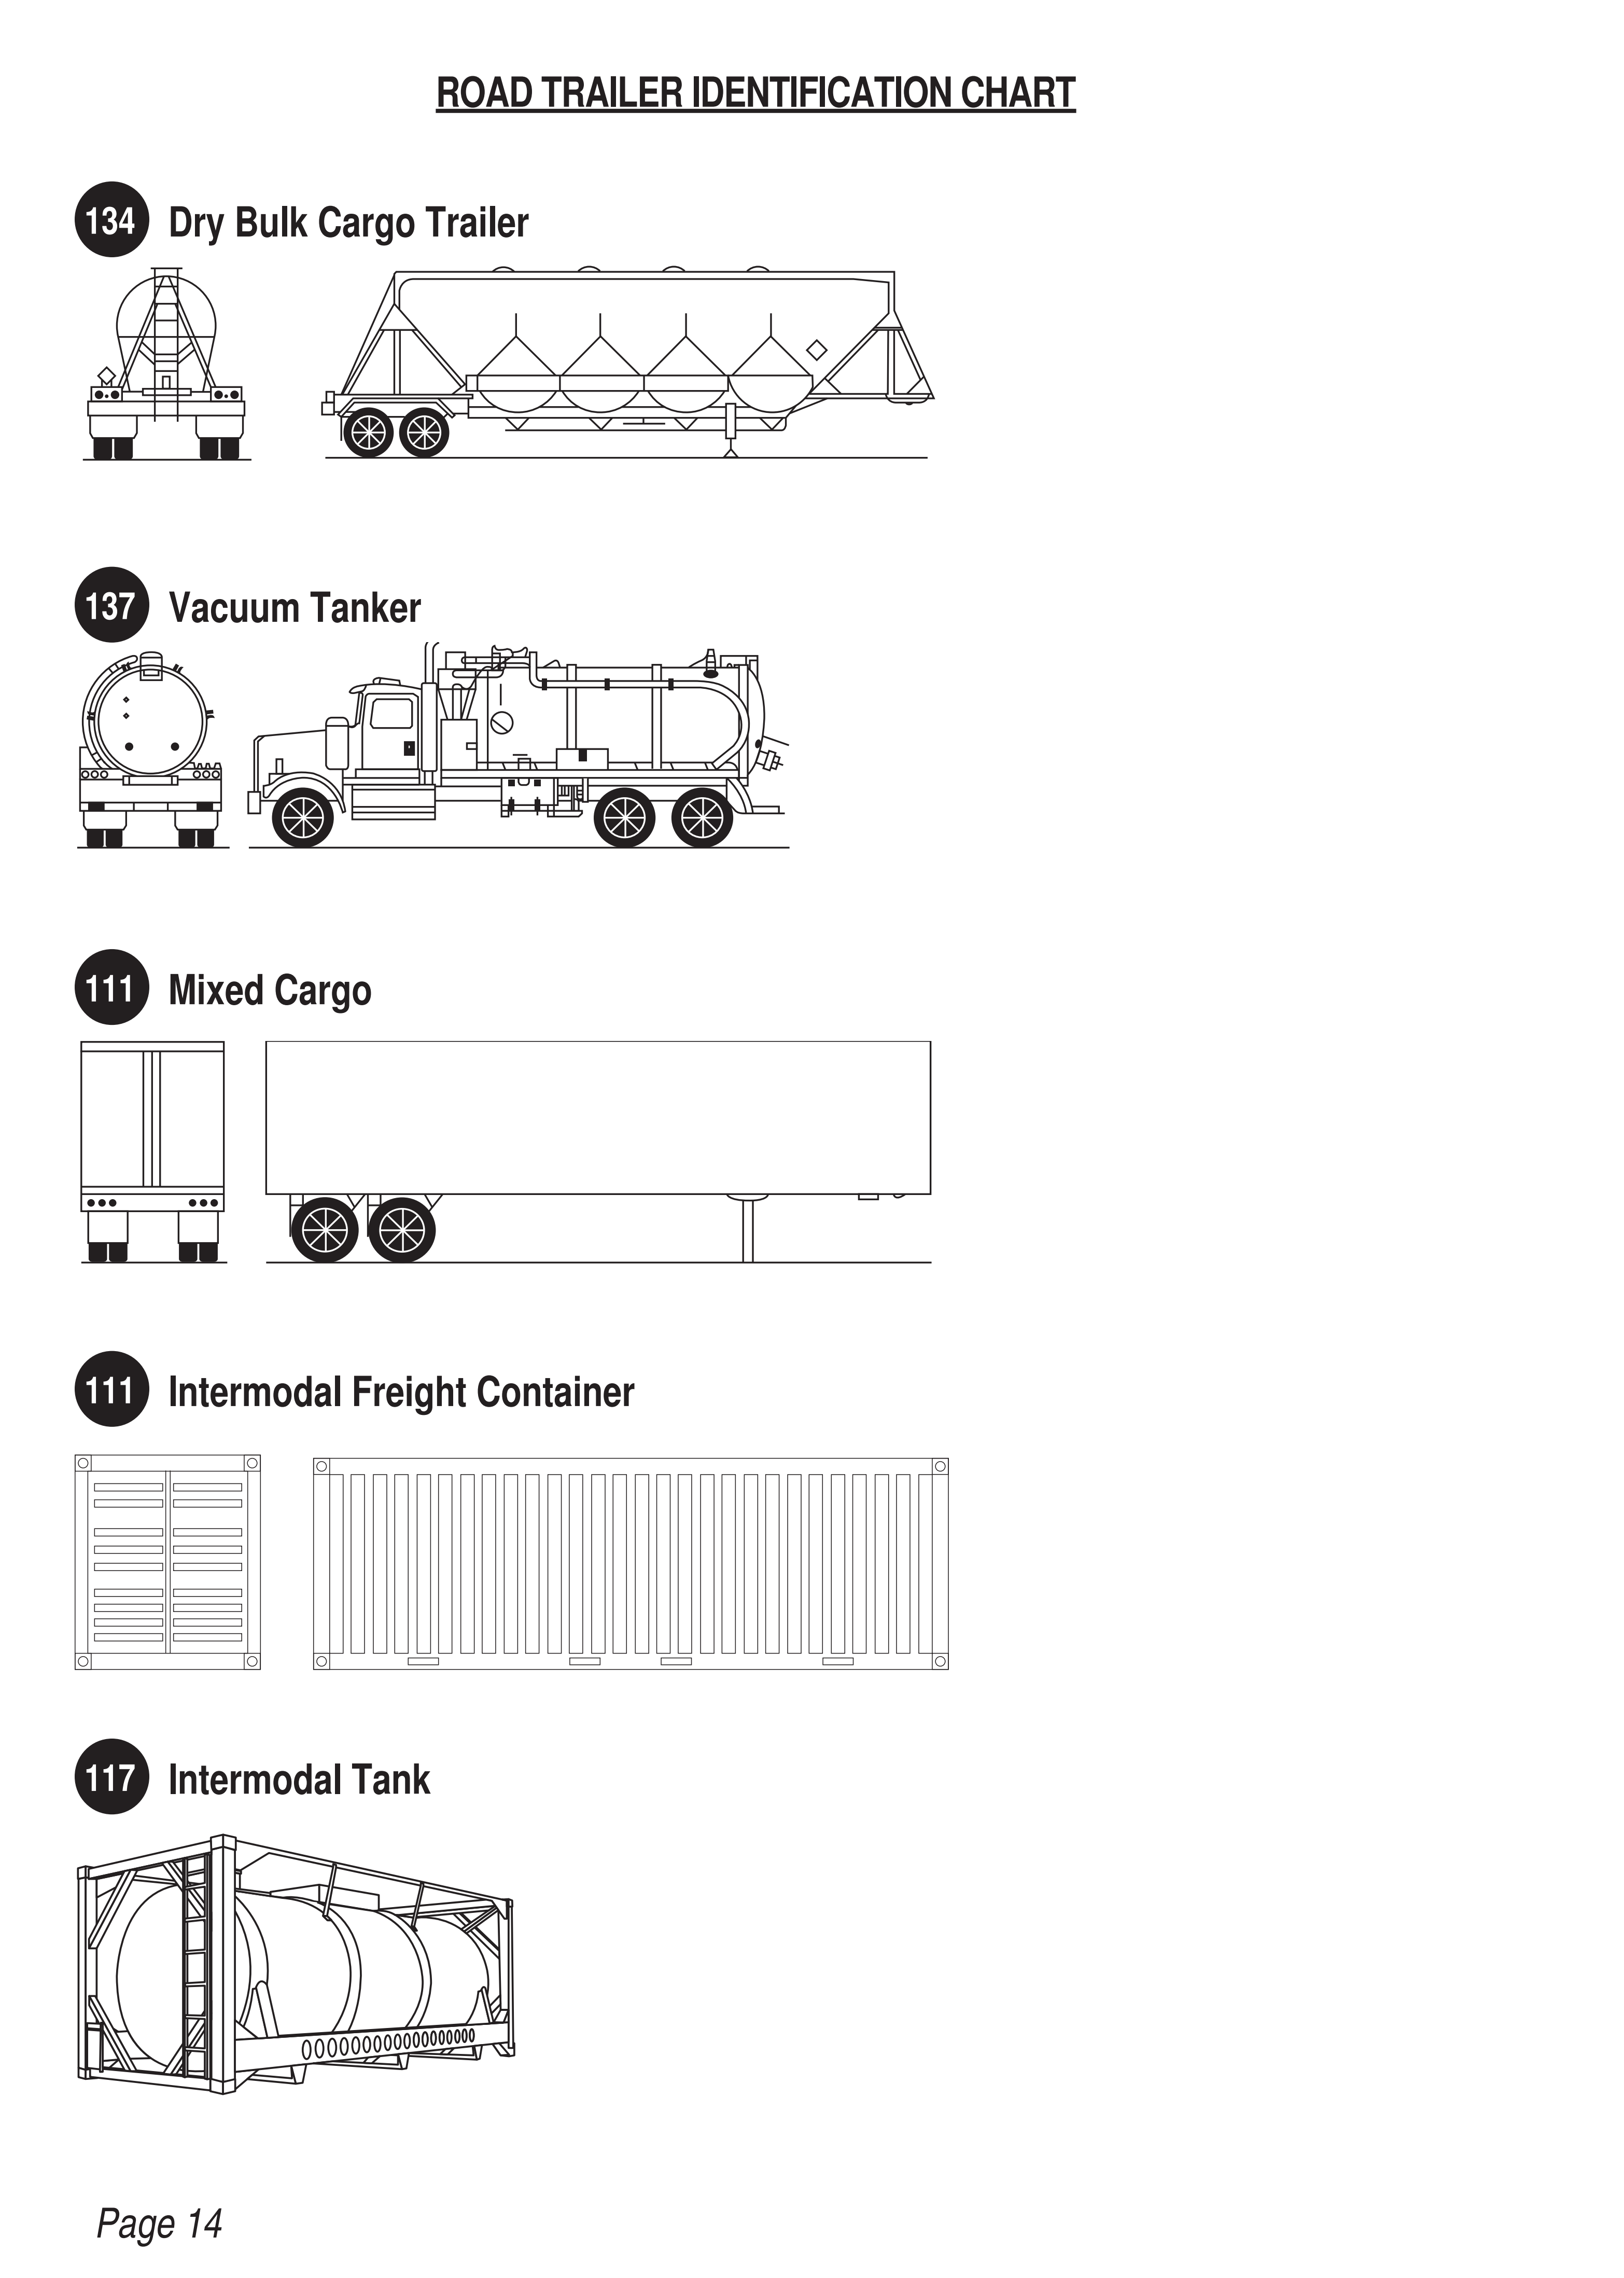 ROAD TRAILER IDENTIFICATION CHART
134 Dry Bulk Cargo Trailer
137 Vacuum Tanker
111 Mixed Cargo
111 Intermodal Freight Container
117 Intermodal Tank
Page 14